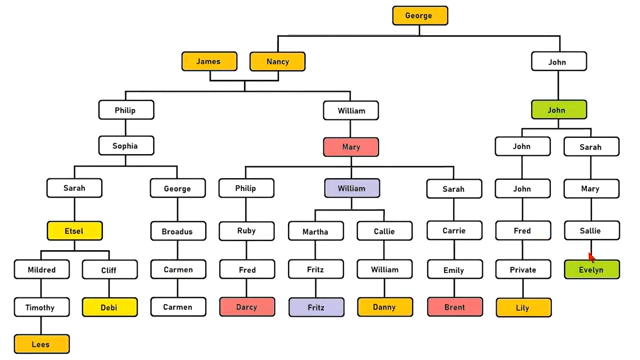 George
James
Nancy
John
Philip
William
John
Sophia
Mary
John
Sarah
Sarah
George
Philip
William
Sarah
John
Mary
Etsel
Broadus
Ruby
Martha
Callie
Carrie
Fred
Sallie
Mildred
Cliff
Carmen
Fred
Fritz
William
Emily
Private
Evelyn
Timothy
Debi
Carmen
Darcy
Fritz
Danny
Brent
Lily
Lees